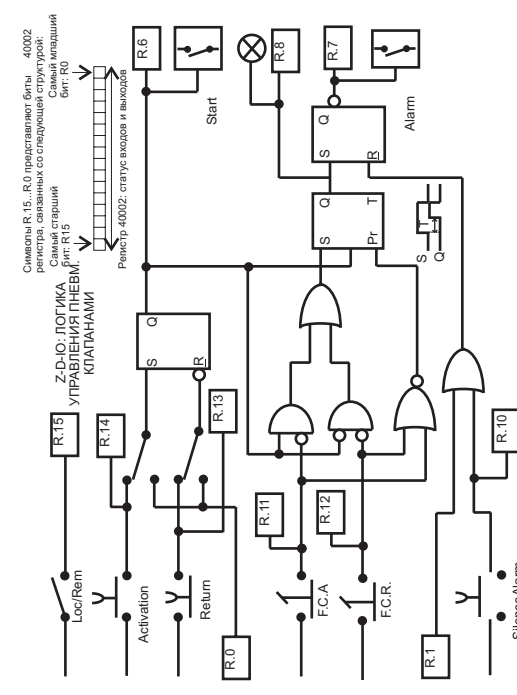 Символы R.15...R.0 представляют биты 40002
регистра, связанных со следующей структурой:
Самый старший
бит: R15
Самый младший
бит: R0
Регистр 40002: статус входов и выходов
Z-D-IO: ЛОГИКА
УПРАВЛЕНИЯ ПНЕВМ.
КЛАПАНАМИ
R.15
Loc/Rem
R.14
Activation
R.13
Return
R.0
S
Q
R
R.6
Start
R.11
F.C.A
R.12
F.C.R.
S
Q
Pr
T
R.8
S
Q
R
R.7
Alarm
S
Q
T
R.1
R.10
Silence Alarm